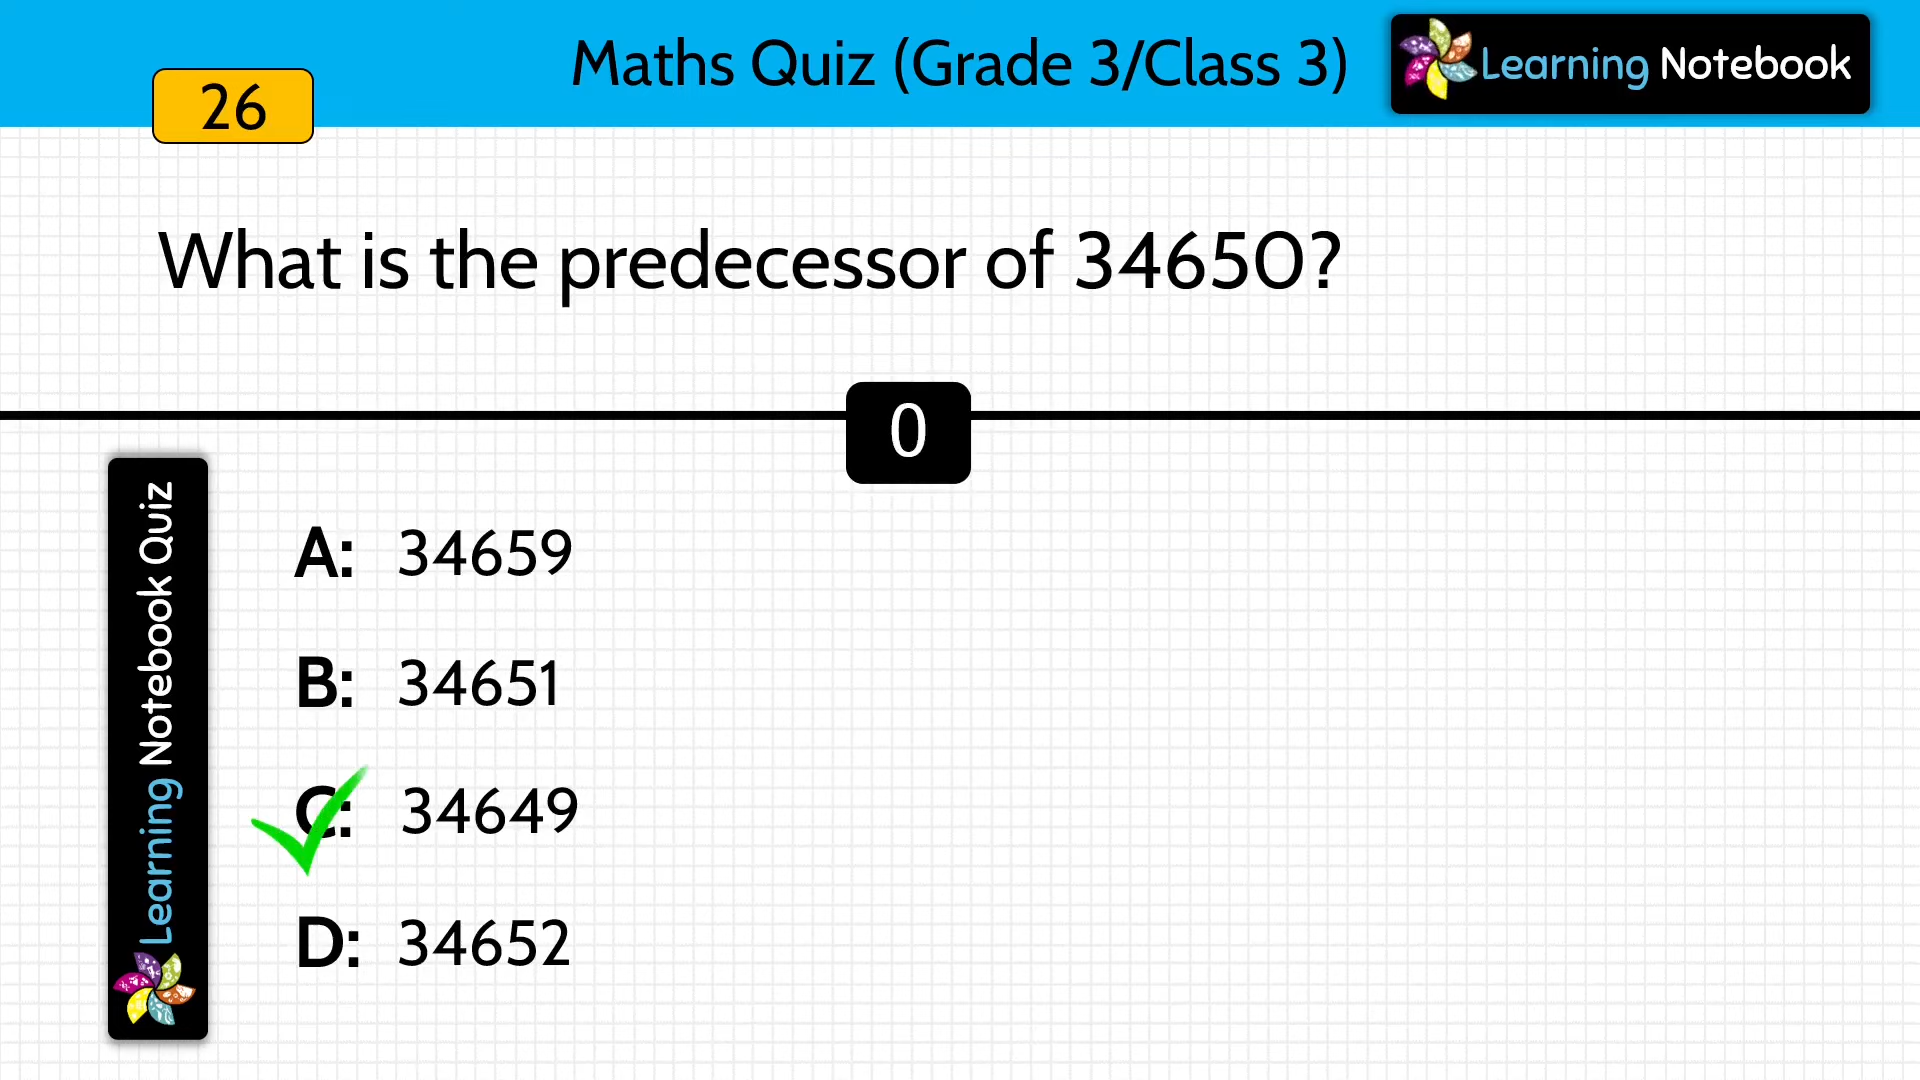 Maths Quiz (Grade 3/Class 3)
Learning Notebook
26
What is the predecessor of 34650?
0
Learning Notebook Quiz
A: 34659
B: 34651
C: 34649
D: 34652